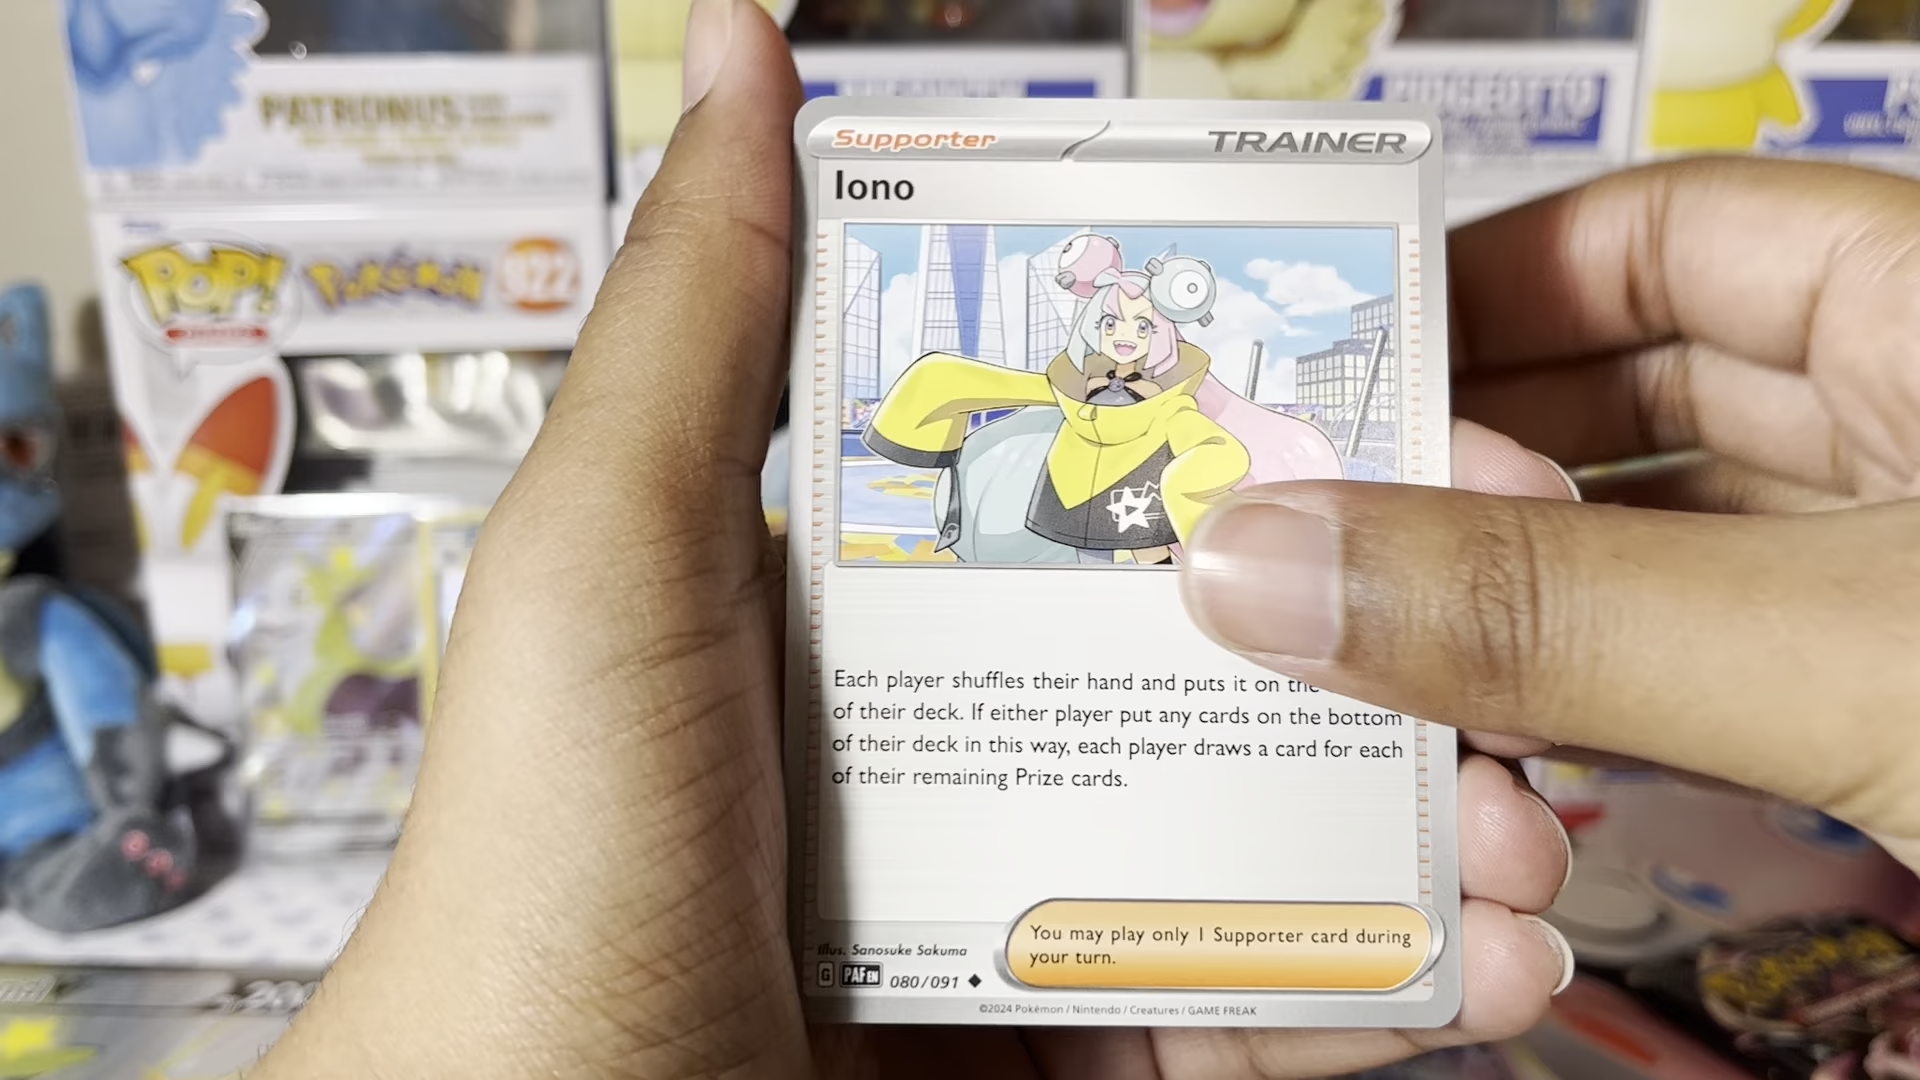 PATRONUS
PIDGEOTTO
POP!
Pokémon
922
Supporter
TRAINER
Iono
Each player shuffles their hand and puts it on the
of their deck. If either player put any cards on the bottom
of their deck in this way, each player draws a card for each
of their remaining Prize cards.
You may play only 1 Supporter card during
your turn.
Illus. Sanosuke Sakuma
G PAF EN 080/091
©2024 Pokémon / Nintendo / Creatures / GAME FREAK